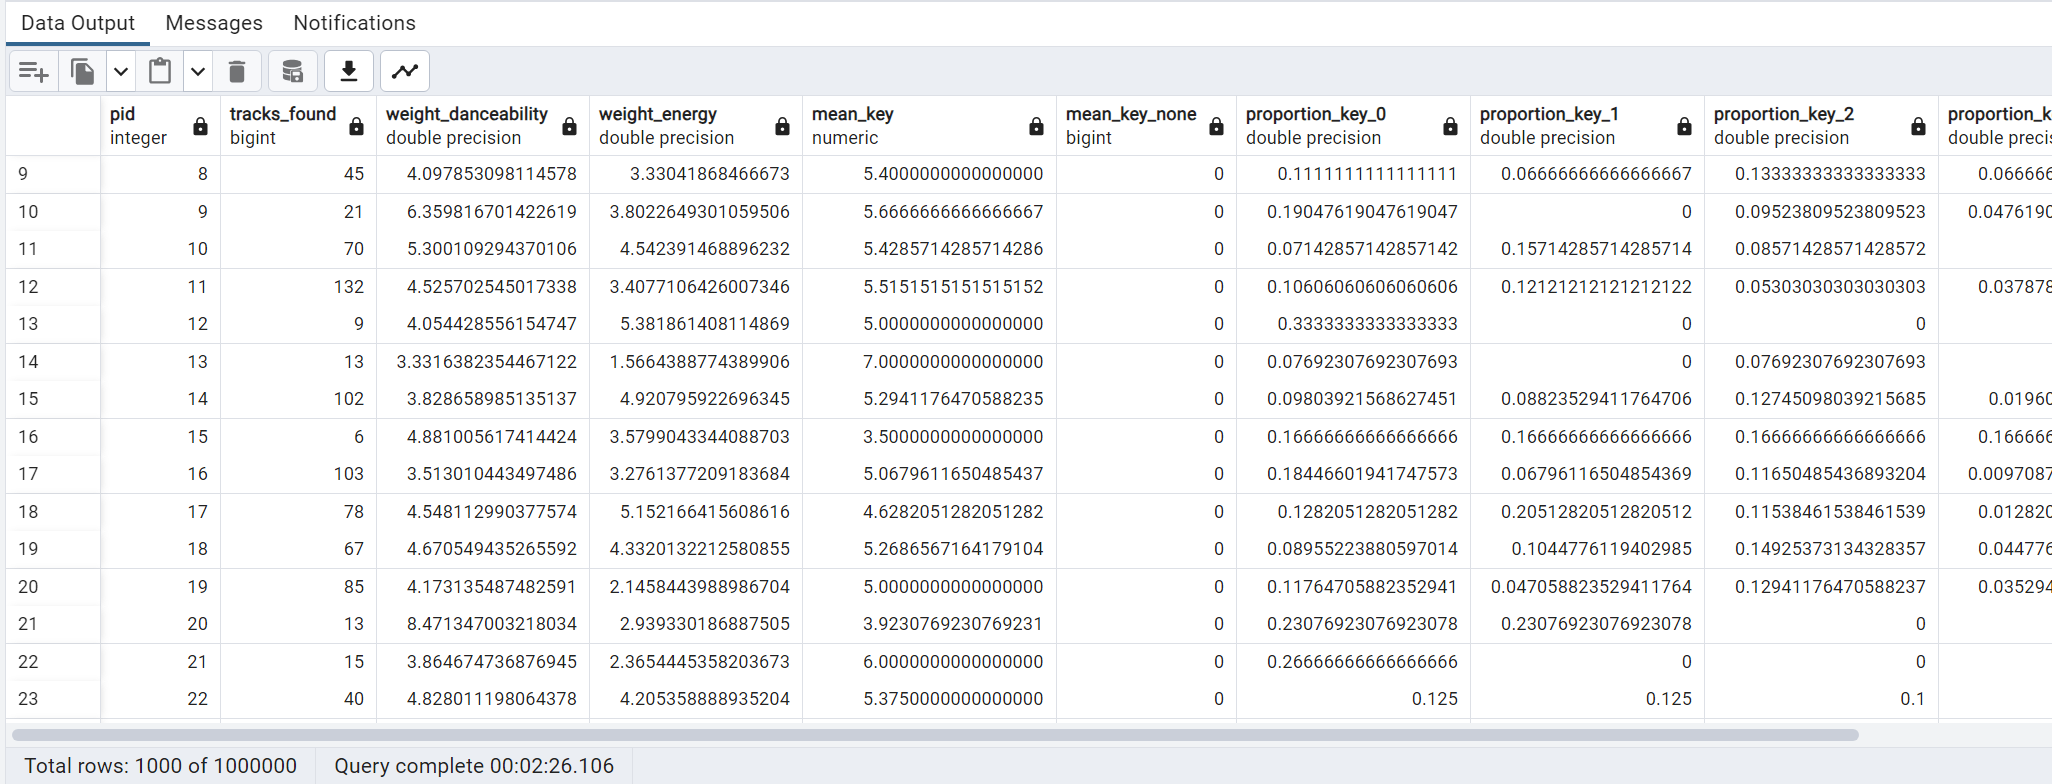 Data Output Messages Notifications
pid tracks_found weight_danceability weight_energy mean_key mean_key_none proportion_key_0 proportion_key_1 proportion_key_2 proportion_k
integer bigint double precision double precision numeric bigint double precision double precision double precision double preci
9 8 45 4.097853098114578 3.33041868466673 5.4000000000000000 0 0.1111111111111111 0.06666666666666667 0.13333333333333333 0.066666
10 9 21 6.359816701422619 3.8022649301059506 5.6666666666666667 0 0.19047619047619047 0 0.09523809523809523 0.0476190
11 10 70 5.300109294370106 4.542391468896232 5.4285714285714286 0 0.07142857142857142 0.15714285714285714 0.08571428571428572
12 11 132 4.525702545017338 3.4077106426007346 5.5151515151515152 0 0.10606060606060606 0.12121212121212122 0.05303030303030303 0.037878
13 12 9 4.054428556154747 5.381861408114869 5.0000000000000000 0 0.3333333333333333 0 0
14 13 13 3.3316382354467122 1.5664388774389906 7.0000000000000000 0 0.07692307692307693 0 0.07692307692307693
15 14 102 3.828658985135137 4.920795922696345 5.2941176470588235 0 0.09803921568627451 0.08823529411764706 0.12745098039215685 0.01960
16 15 6 4.881005617414424 3.5799043344088703 3.5000000000000000 0 0.16666666666666666 0.16666666666666666 0.16666666666666666 0.166666
17 16 103 3.513010443497486 3.2761377209183684 5.0679611650485437 0 0.18446601941747573 0.06796116504854369 0.11650485436893204 0.0097087
18 17 78 4.548112990377574 5.152166415608616 4.6282051282051282 0 0.1282051282051282 0.20512820512820512 0.11538461538461539 0.012820
19 18 67 4.670549435265592 4.3320132212580855 5.2686567164179104 0 0.08955223880597014 0.1044776119402985 0.14925373134328357 0.044776
20 19 85 4.173135487482591 2.1458443988986704 5.0000000000000000 0 0.11764705882352941 0.047058823529411764 0.12941176470588237 0.035294
21 20 13 8.471347003218034 2.939330186887505 3.9230769230769231 0 0.23076923076923078 0.23076923076923078 0
22 21 15 3.864674736876945 2.3654445358203673 6.0000000000000000 0 0.26666666666666666 0 0
23 22 40 4.828011198064378 4.205358888935204 5.3750000000000000 0 0.125 0.125 0.1
Total rows: 1000 of 1000000 Query complete 00:02:26.106